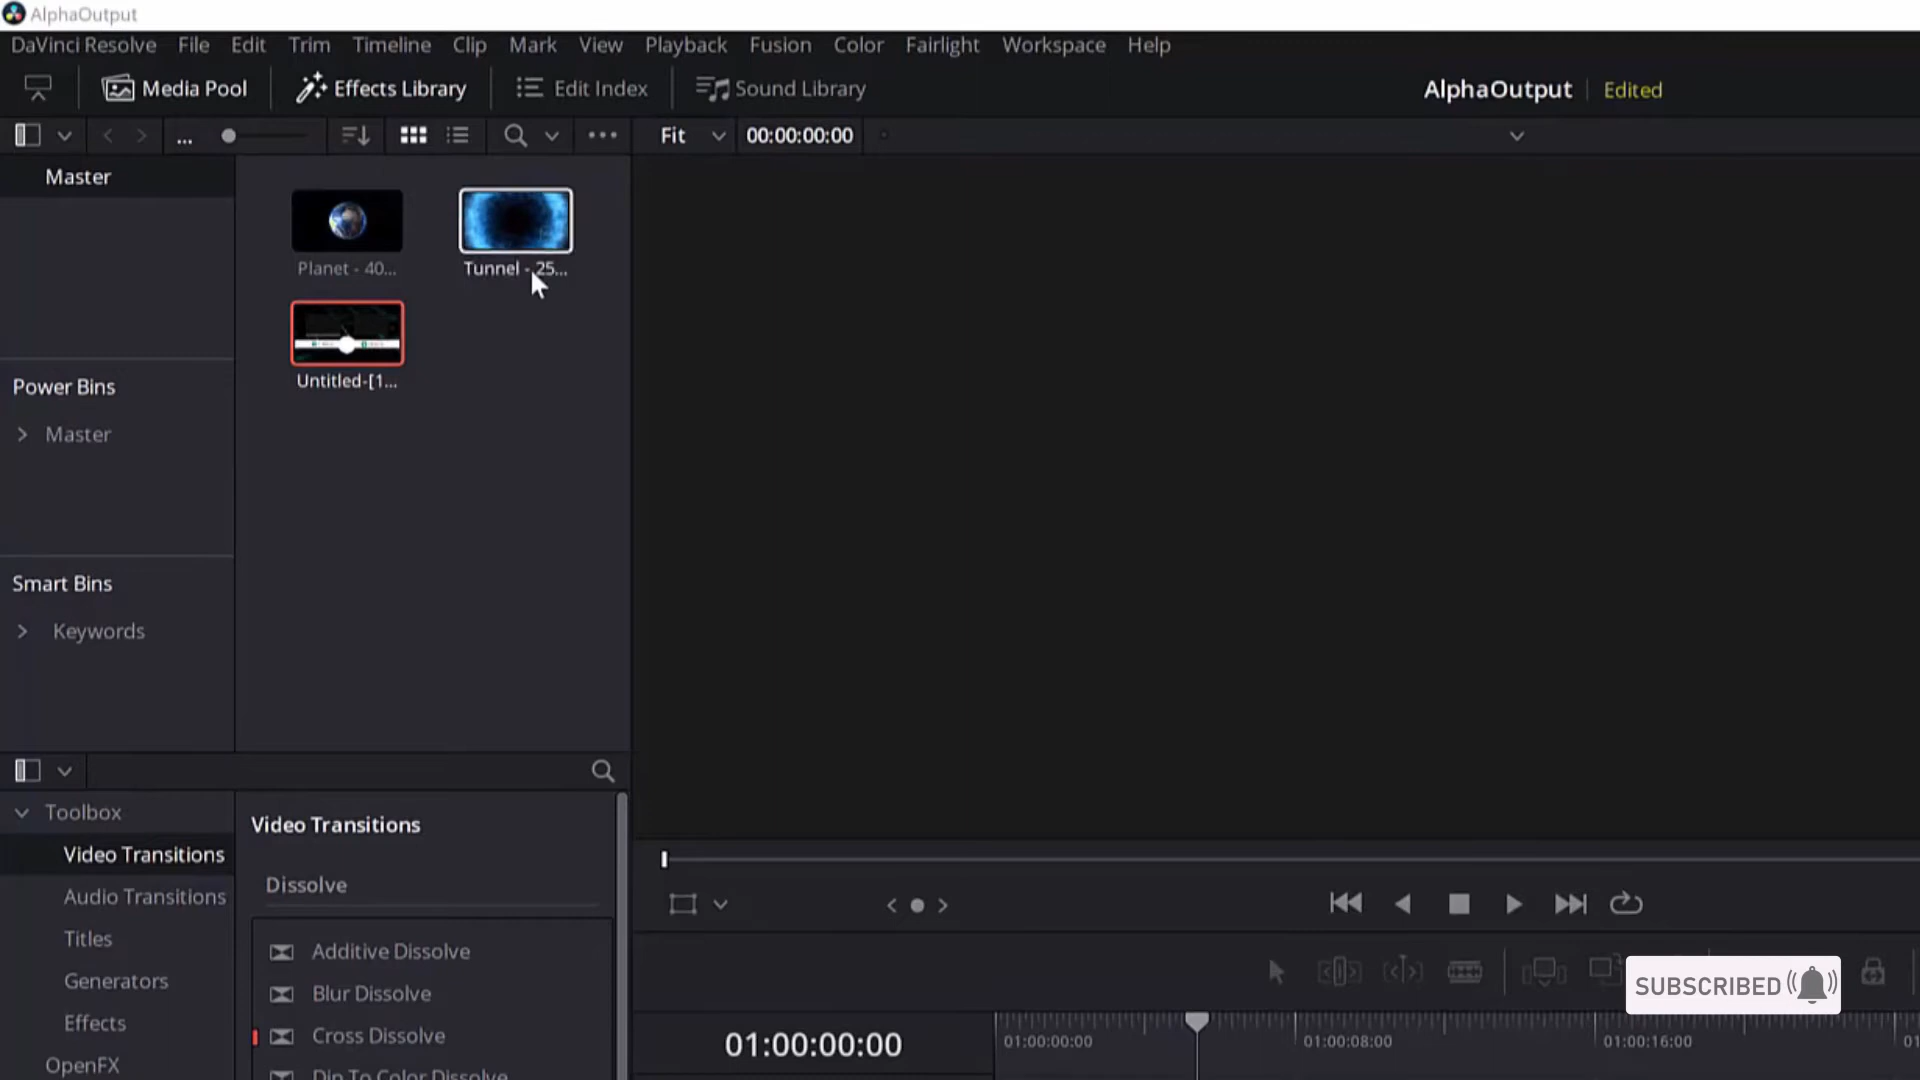 AlphaOutput
DaVinci Resolve File Edit Trim Timeline Clip Mark View Playback Fusion Color Fairlight Workspace Help
Media Pool Effects Library Edit Index Sound Library AlphaOutput Edited
... Fit 00:00:00:00
Master
Planet - 40... Tunnel - 25...
Untitled-[1...
Power Bins
Master
Smart Bins
Keywords
Toolbox
Video Transitions
Audio Transitions
Titles
Generators
Effects
OpenFX
Video Transitions
Dissolve
Additive Dissolve
Blur Dissolve
Cross Dissolve
Dip To Color Dissolve
SUBSCRIBED
01:00:00:00 01:00:00:00 01:00:08:00 01:00:16:00